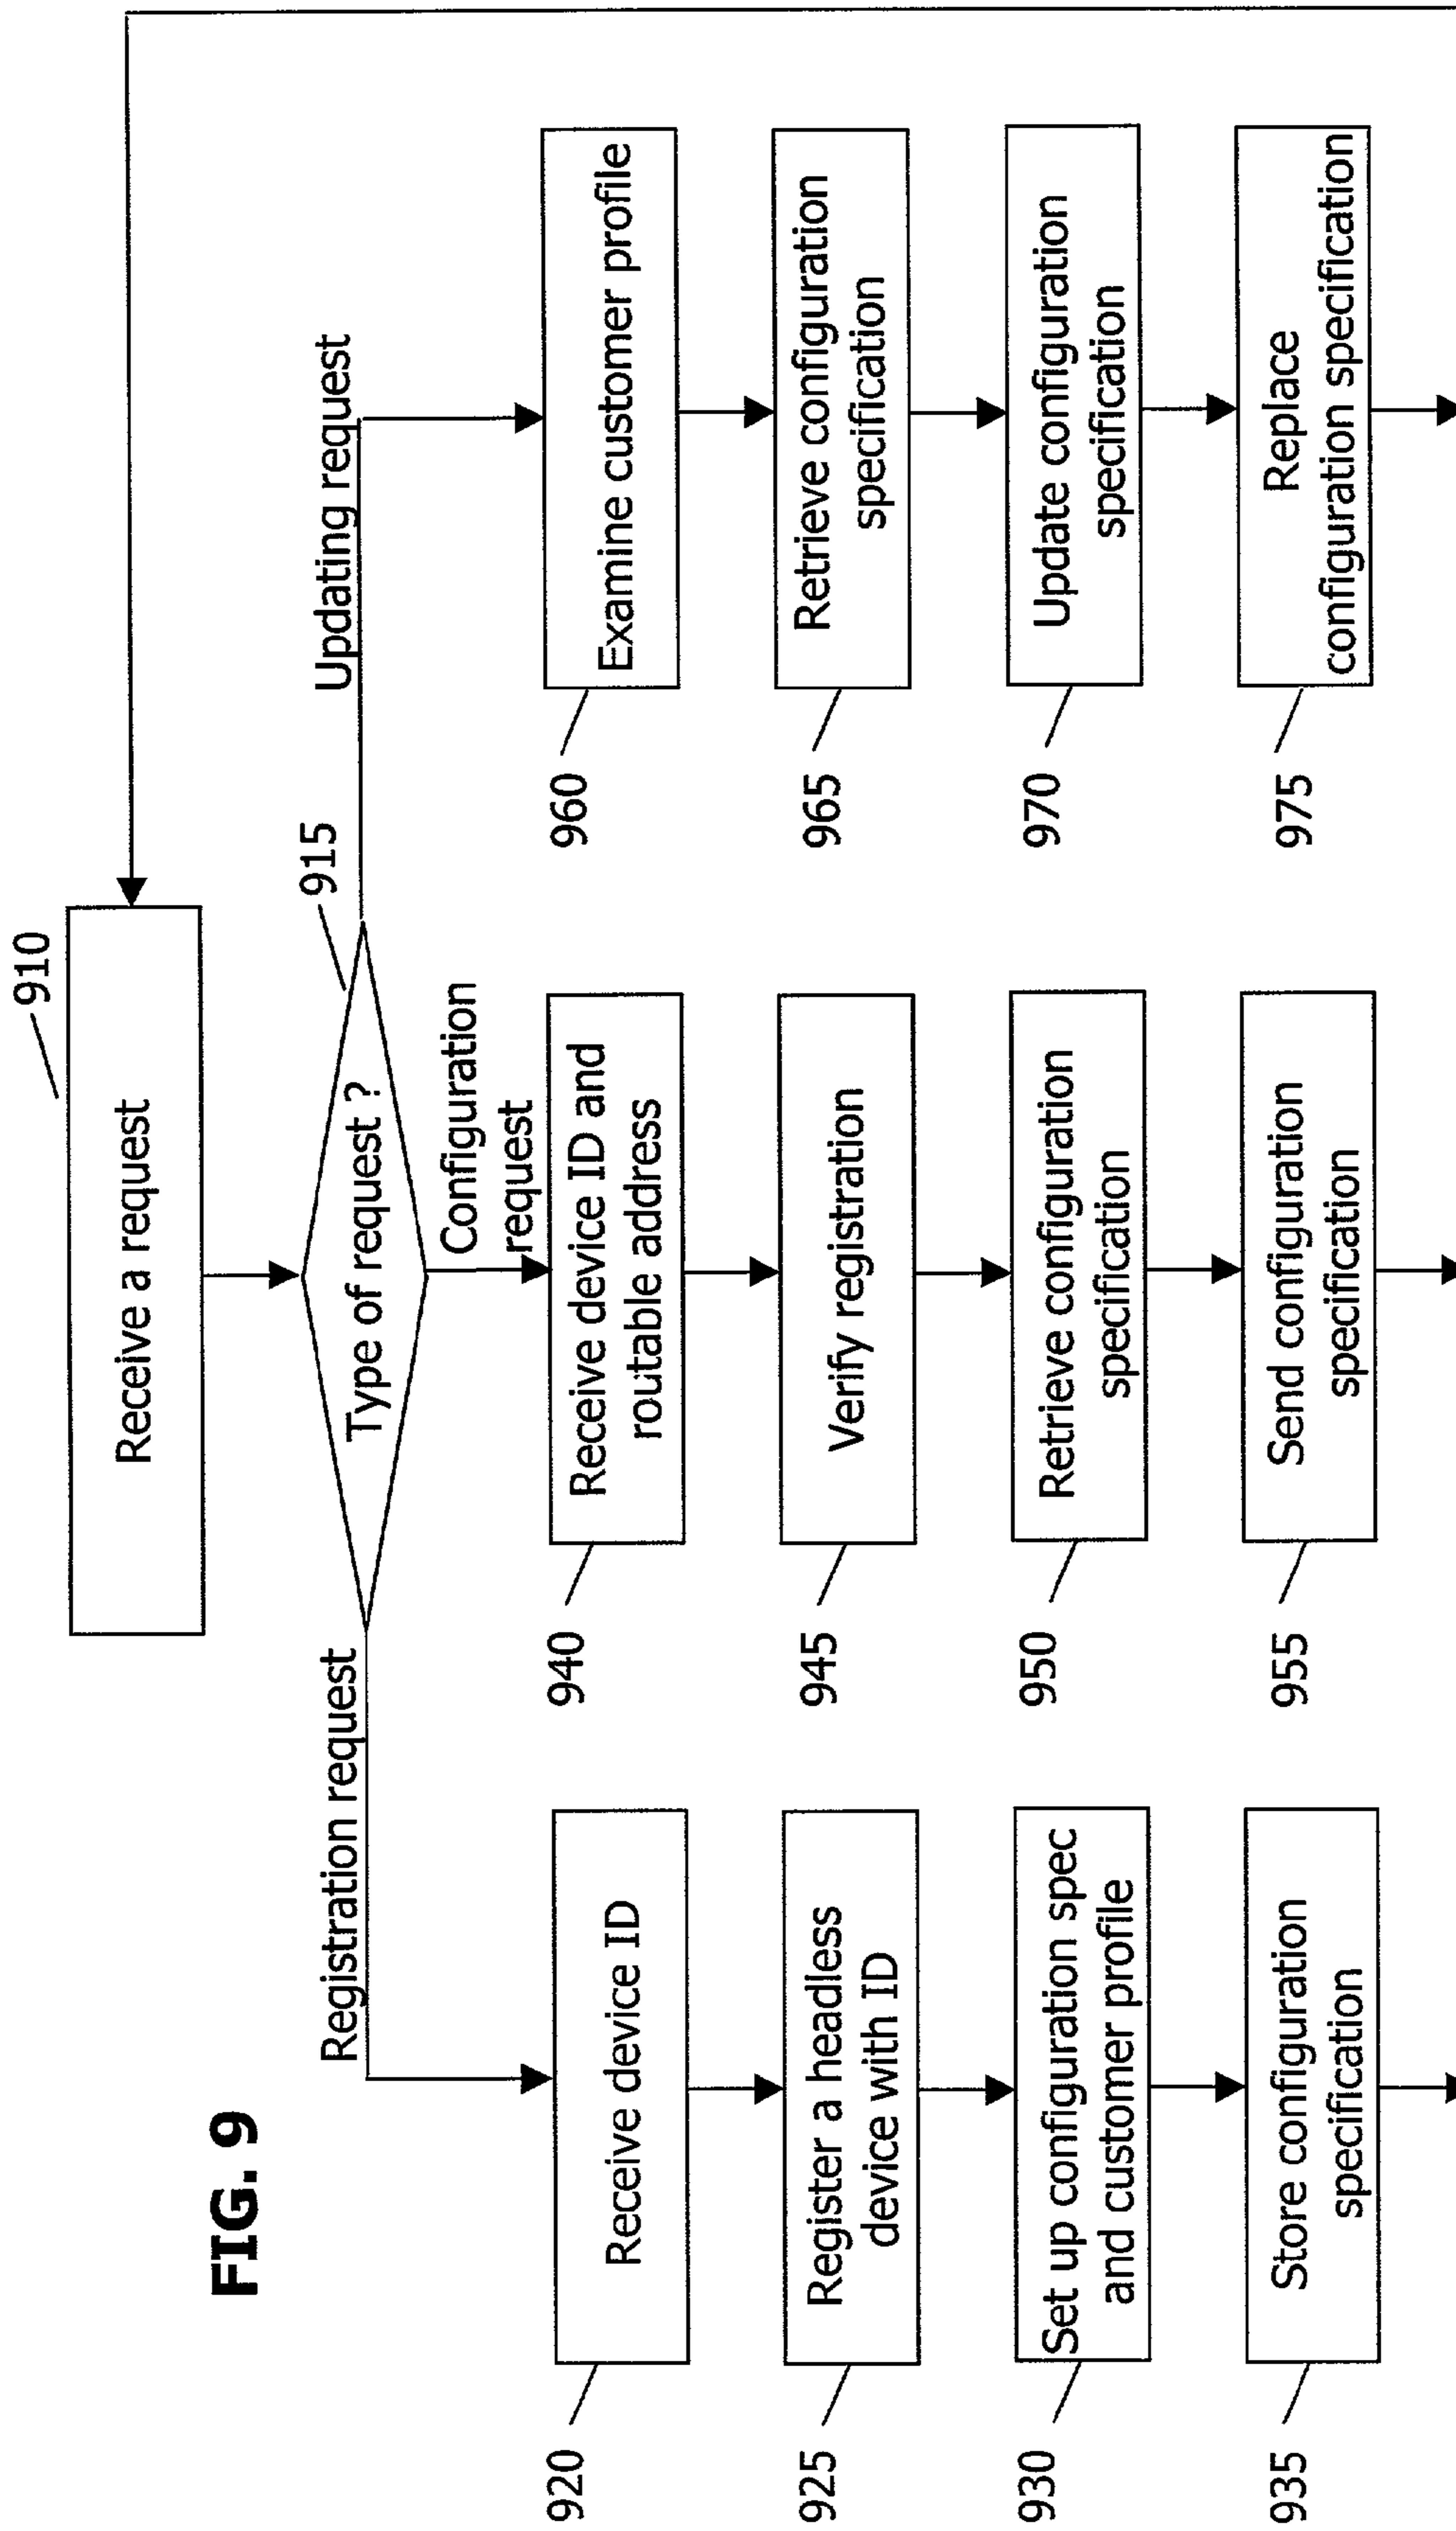 FIG. 9
910
Receive a request
915
Type of request ?
Registration request
Configuration
request
Updating request
920
Receive device ID
925
Register a headless
device with ID
930
Set up configuration spec
and customer profile
935
Store configuration
specification
940
Receive device ID and
routable address
945
Verify registration
950
Retrieve configuration
specification
955
Send configuration
specification
960
Examine customer profile
965
Retrieve configuration
specification
970
Update configuration
specification
975
Replace
configuration specification